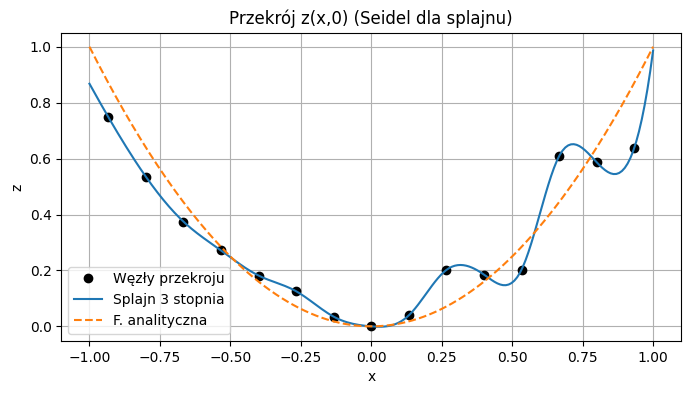 Przekrój z(x,0) (Seidel dla splajnu)
1.0
0.8
0.6
0.4
0.2
0.0
z
Węzły przekroju
Splajn 3 stopnia
F. analityczna
−1.00 −0.75 −0.50 −0.25 0.00 0.25 0.50 0.75 1.00
x